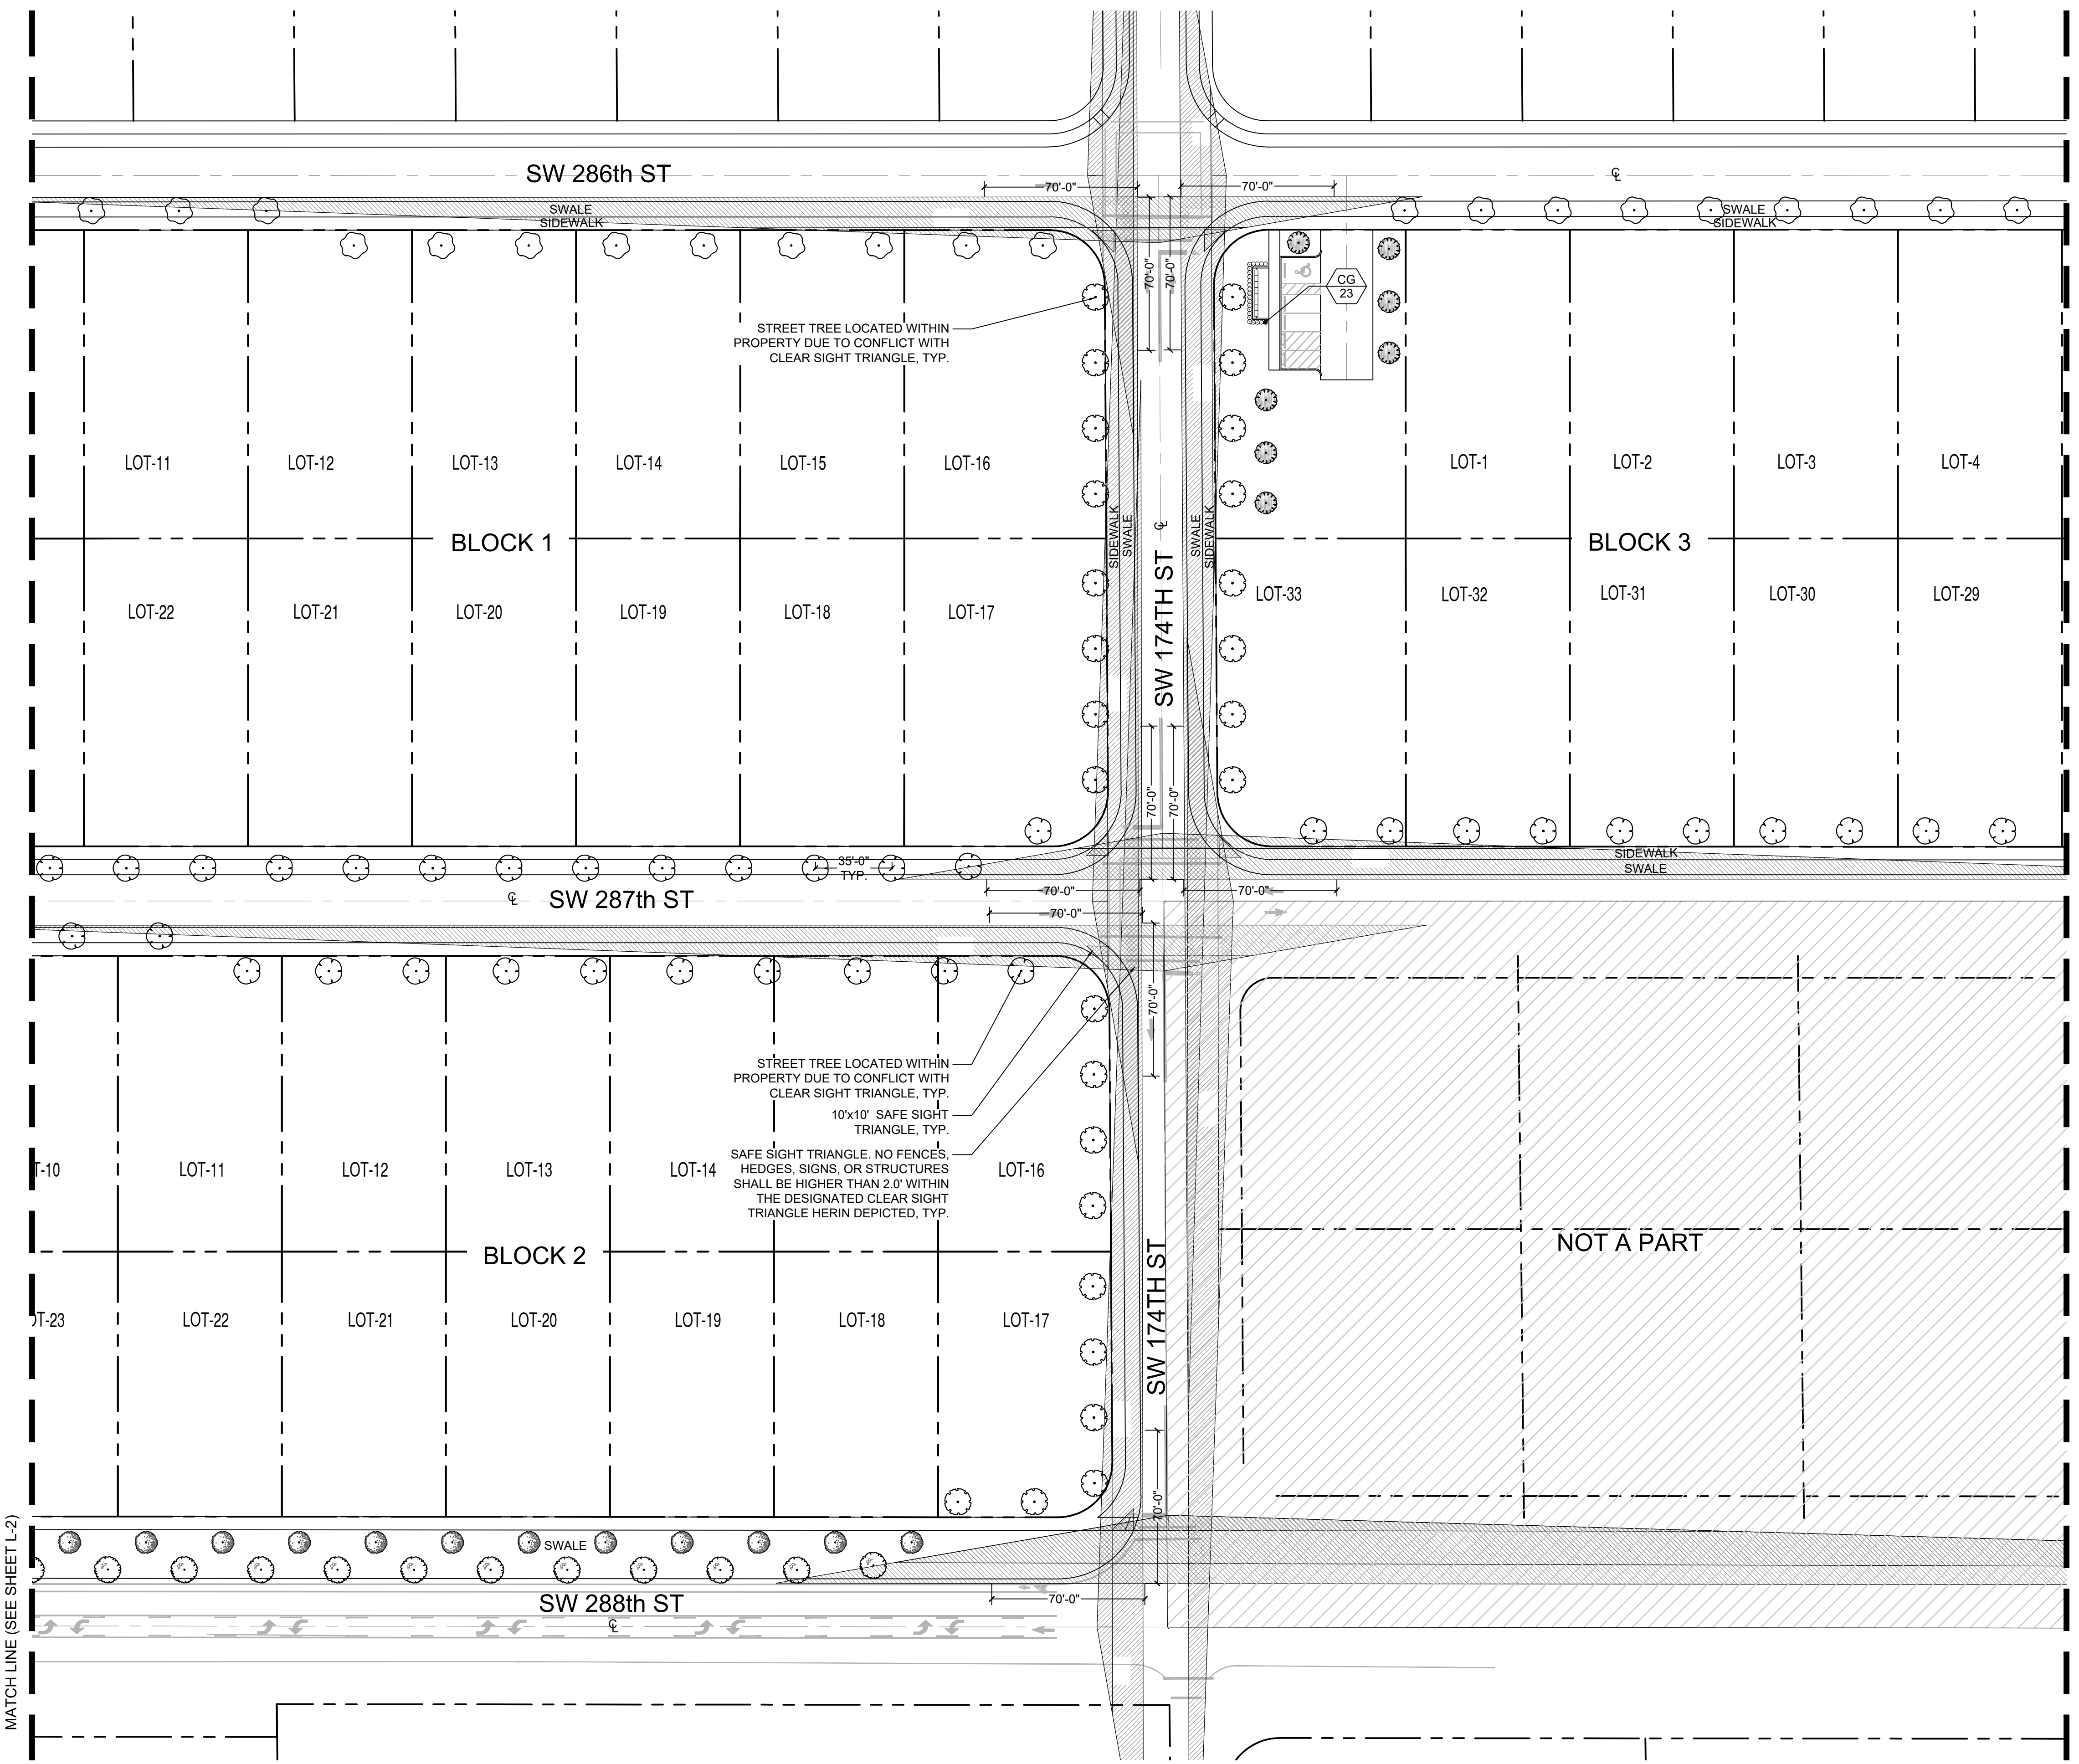 SW 286th ST
℄
70'-0"
70'-0"
SWALE
SIDEWALK
SWALE
SIDEWALK
70'-0"
70'-0"
CG
23
STREET TREE LOCATED WITHIN
PROPERTY DUE TO CONFLICT WITH
CLEAR SIGHT TRIANGLE, TYP.
LOT-11
LOT-12
LOT-13
LOT-14
LOT-15
LOT-16
LOT-1
LOT-2
LOT-3
LOT-4
BLOCK 1
SIDEWALK
SWALE
℄
SW 174TH ST
SWALE
SIDEWALK
BLOCK 3
LOT-22
LOT-21
LOT-20
LOT-19
LOT-18
LOT-17
LOT-33
LOT-32
LOT-31
LOT-30
LOT-29
70'-0"
70'-0"
35'-0"
TYP.
SIDEWALK
SWALE
℄
SW 287th ST
70'-0"
70'-0"
70'-0"
70'-0"
STREET TREE LOCATED WITHIN
PROPERTY DUE TO CONFLICT WITH
CLEAR SIGHT TRIANGLE, TYP.
10'x10' SAFE SIGHT
TRIANGLE, TYP.
SAFE SIGHT TRIANGLE. NO FENCES,
HEDGES, SIGNS, OR STRUCTURES
SHALL BE HIGHER THAN 2.0' WITHIN
THE DESIGNATED CLEAR SIGHT
TRIANGLE HERIN DEPICTED, TYP.
T-10
LOT-11
LOT-12
LOT-13
LOT-14
LOT-16
BLOCK 2
SW 174TH ST
NOT A PART
T-23
LOT-22
LOT-21
LOT-20
LOT-19
LOT-18
LOT-17
70'-0"
SWALE
70'-0"
SW 288th ST
℄
MATCH LINE (SEE SHEET L-2)